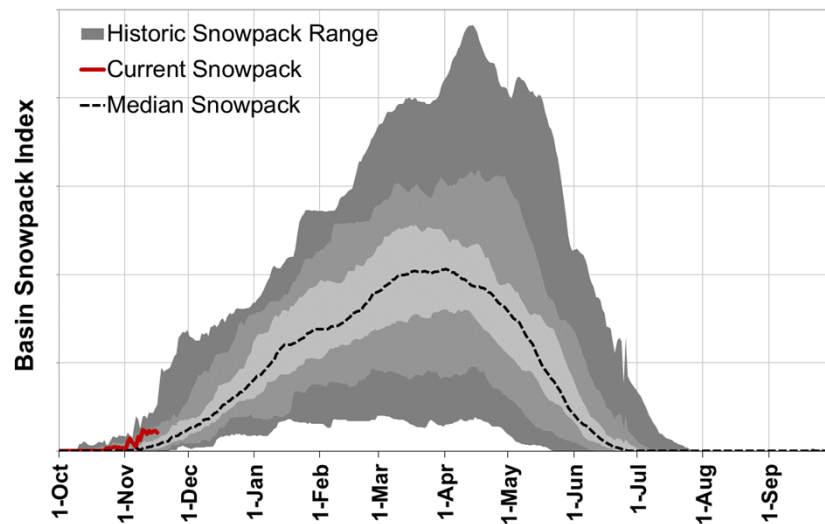 Historic Snowpack Range
Current Snowpack
Median Snowpack
Basin Snowpack Index
1-Oct
1-Nov
1-Dec
1-Jan
1-Feb
1-Mar
1-Apr
1-May
1-Jun
1-Jul
1-Aug
1-Sep